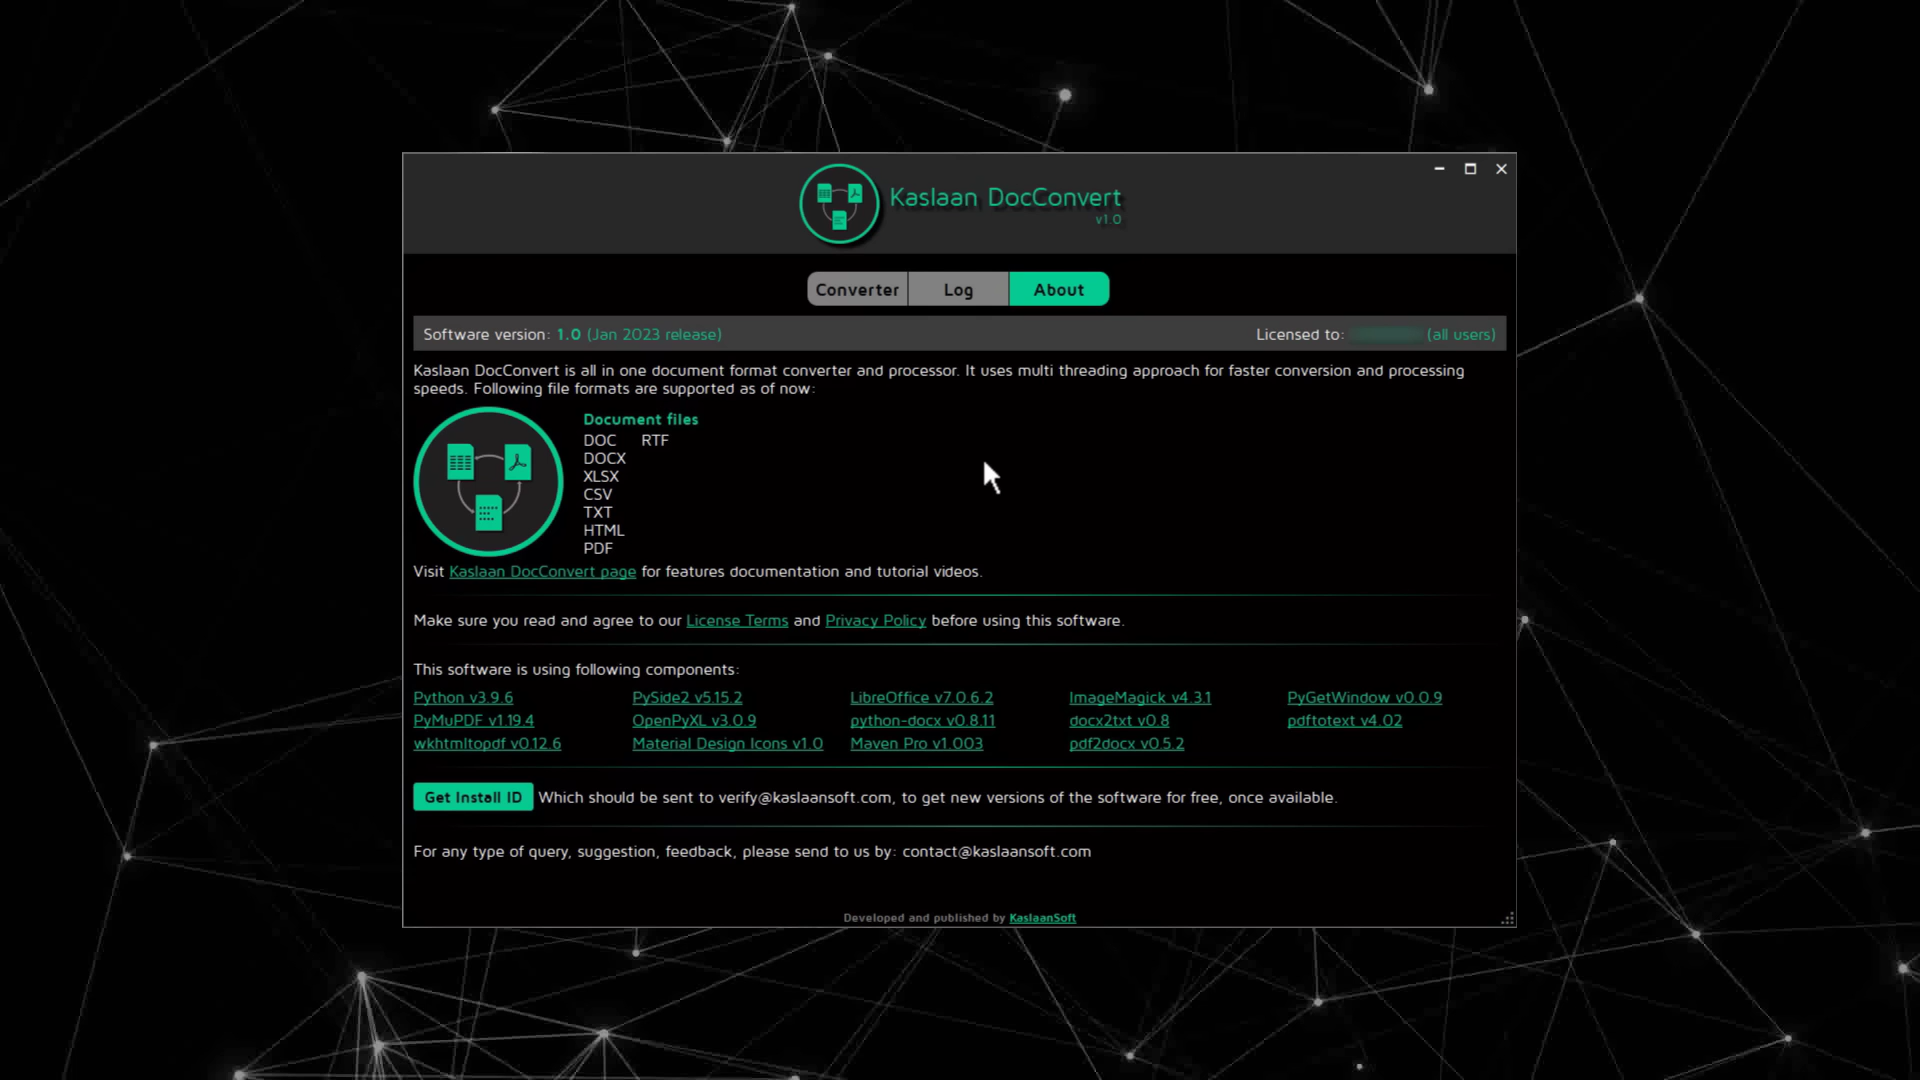 Kaslaan DocConvert
v1.0
Converter Log About
Software version: 1.0 (Jan 2023 release) Licensed to: (all users)
Kaslaan DocConvert is all in one document format converter and processor. It uses multi threading approach for faster conversion and processing
speeds. Following file formats are supported as of now:
Document files
DOC RTF
DOCX
XLSX
CSV
TXT
HTML
PDF
Visit Kaslaan DocConvert page for features documentation and tutorial videos.
Make sure you read and agree to our License Terms and Privacy Policy before using this software.
This software is using following components:
Python v3.9.6 PySide2 v5.15.2 LibreOffice v7.0.6.2 ImageMagick v4.3.1 PyGetWindow v0.0.9
PyMuPDF v1.19.4 OpenPyXL v3.0.9 python-docx v0.8.11 docx2txt v0.8 pdftotext v4.02
wkhtmltopdf v0.12.6 Material Design Icons v1.0 Maven Pro v1.003 pdf2docx v0.5.2
Get Install ID Which should be sent to verify@kaslaansoft.com, to get new versions of the software for free, once available.
For any type of query, suggestion, feedback, please send to us by: contact@kaslaansoft.com
Developed and published by KaslaanSoft